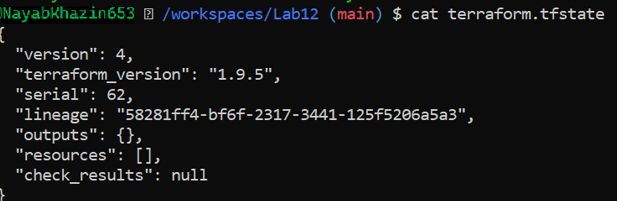 @NayabKhazin653 /workspaces/Lab12 (main) $ cat terraform.tfstate
{
  "version": 4,
  "terraform_version": "1.9.5",
  "serial": 62,
  "lineage": "58281ff4-bf6f-2317-3441-125f5206a5a3",
  "outputs": {},
  "resources": [],
  "check_results": null
}